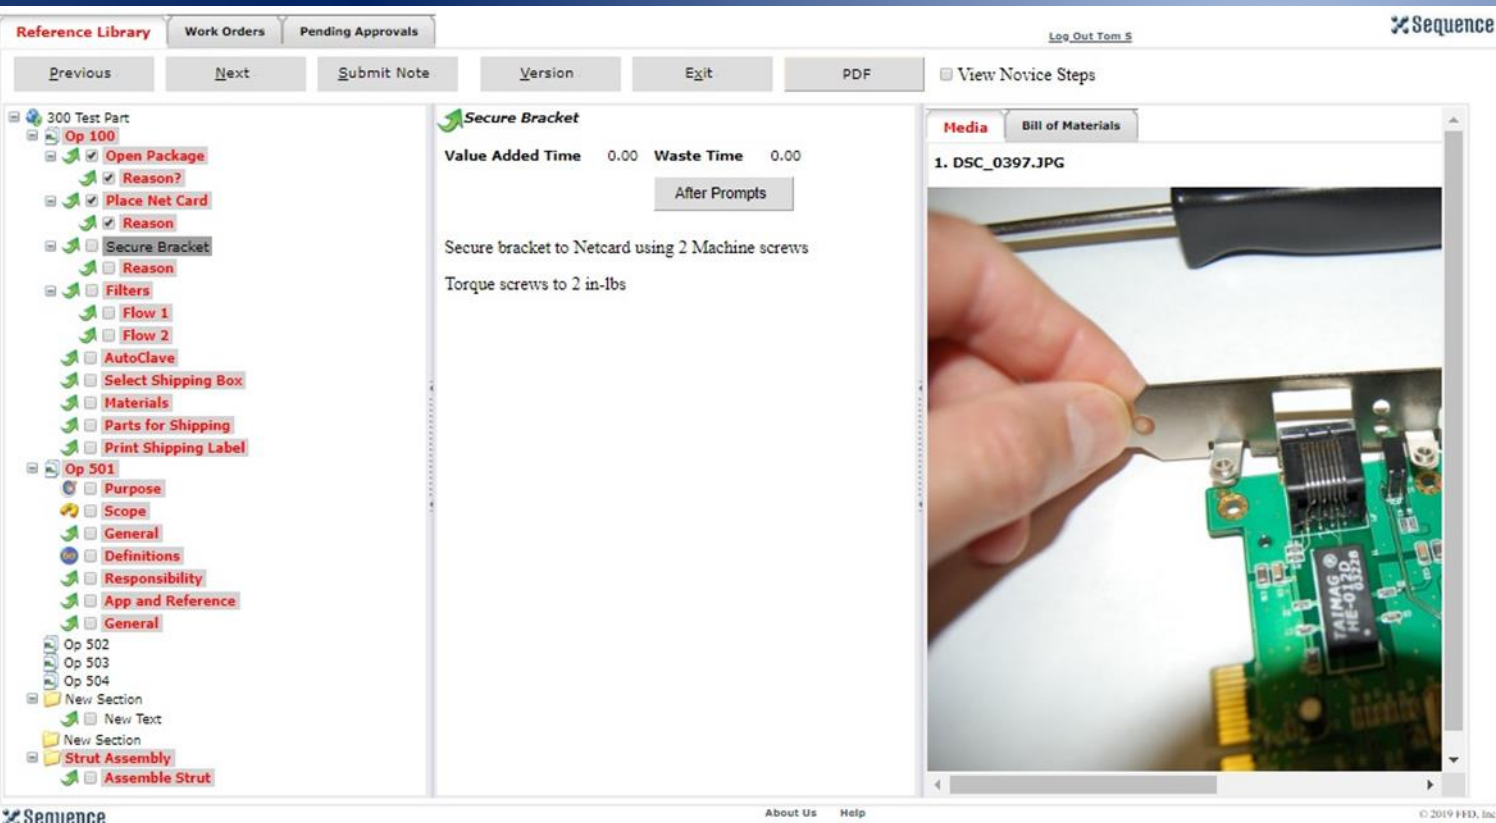 Reference Library
Work Orders
Pending Approvals
Log Out Tom S
Sequence
Previous
Next
Submit Note
Version
Exit
PDF
View Novice Steps
300 Test Part
Op 100
Open Package
Reason?
Place Net Card
Reason
Secure Bracket
Reason
Filters
Flow 1
Flow 2
AutoClave
Select Shipping Box
Materials
Parts for Shipping
Print Shipping Label
Op 501
Purpose
Scope
General
Definitions
Responsibility
App and Reference
General
Op 502
Op 503
Op 504
New Section
New Text
New Section
Strut Assembly
Assemble Strut
Secure Bracket
Value Added Time 0.00 Waste Time 0.00
After Prompts
Secure bracket to Netcard using 2 Machine screws
Torque screws to 2 in-lbs
Media
Bill of Materials
1. DSC_0397.JPG
TAIMAG
HE-012D
0322B
Sequence
About Us Help
© 2019 FFD, Inc